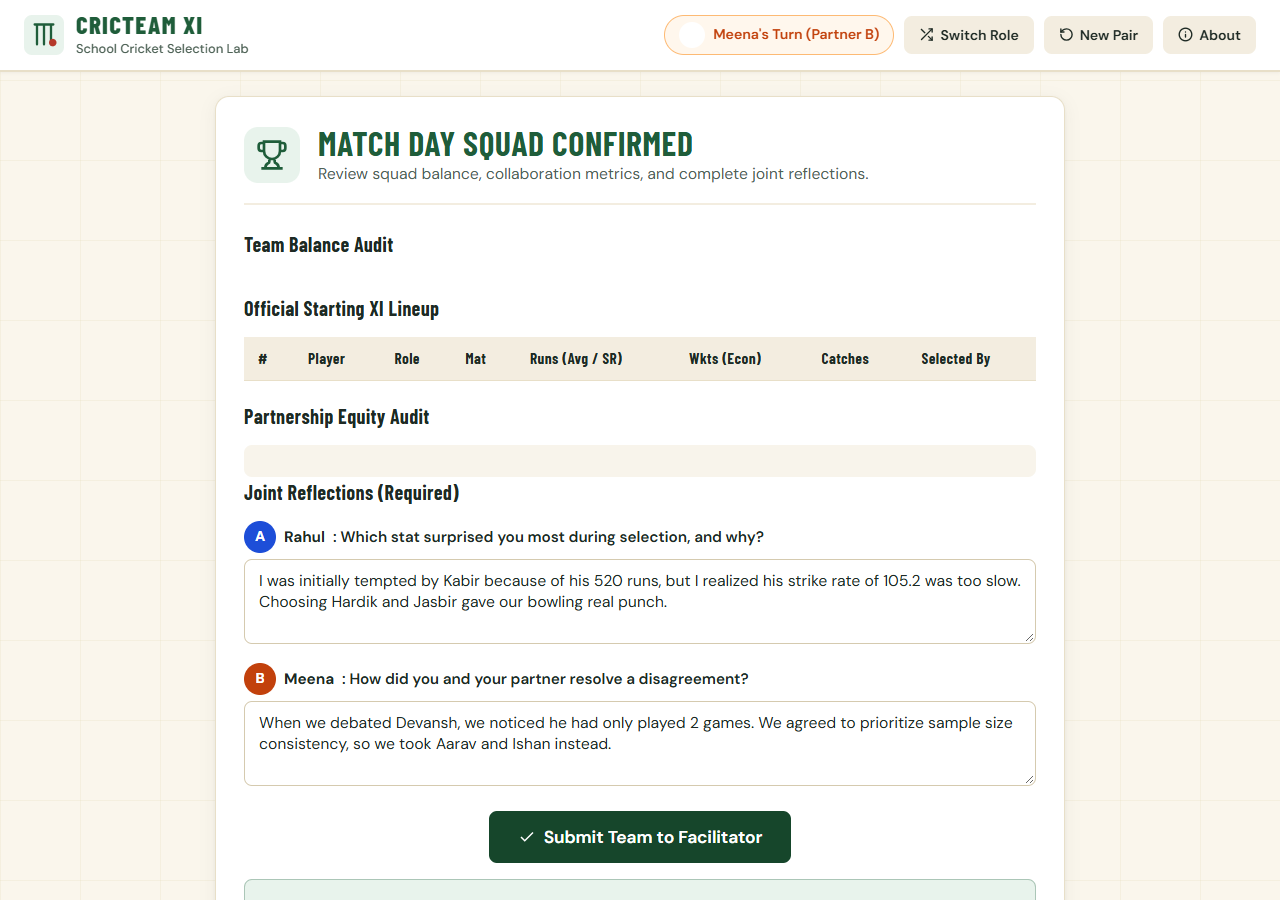 CRICTEAM XI
School Cricket Selection Lab
Meena's Turn (Partner B)
Switch Role
New Pair
About
MATCH DAY SQUAD CONFIRMED
Review squad balance, collaboration metrics, and complete joint reflections.
Team Balance Audit
Official Starting XI Lineup
# Player Role Mat Runs (Avg / SR) Wkts (Econ) Catches Selected By
Partnership Equity Audit
Joint Reflections (Required)
A Rahul : Which stat surprised you most during selection, and why?
I was initially tempted by Kabir because of his 520 runs, but I realized his strike rate of 105.2 was too slow.
Choosing Hardik and Jasbir gave our bowling real punch.
B Meena : How did you and your partner resolve a disagreement?
When we debated Devansh, we noticed he had only played 2 games. We agreed to prioritize sample size
consistency, so we took Aarav and Ishan instead.
Submit Team to Facilitator